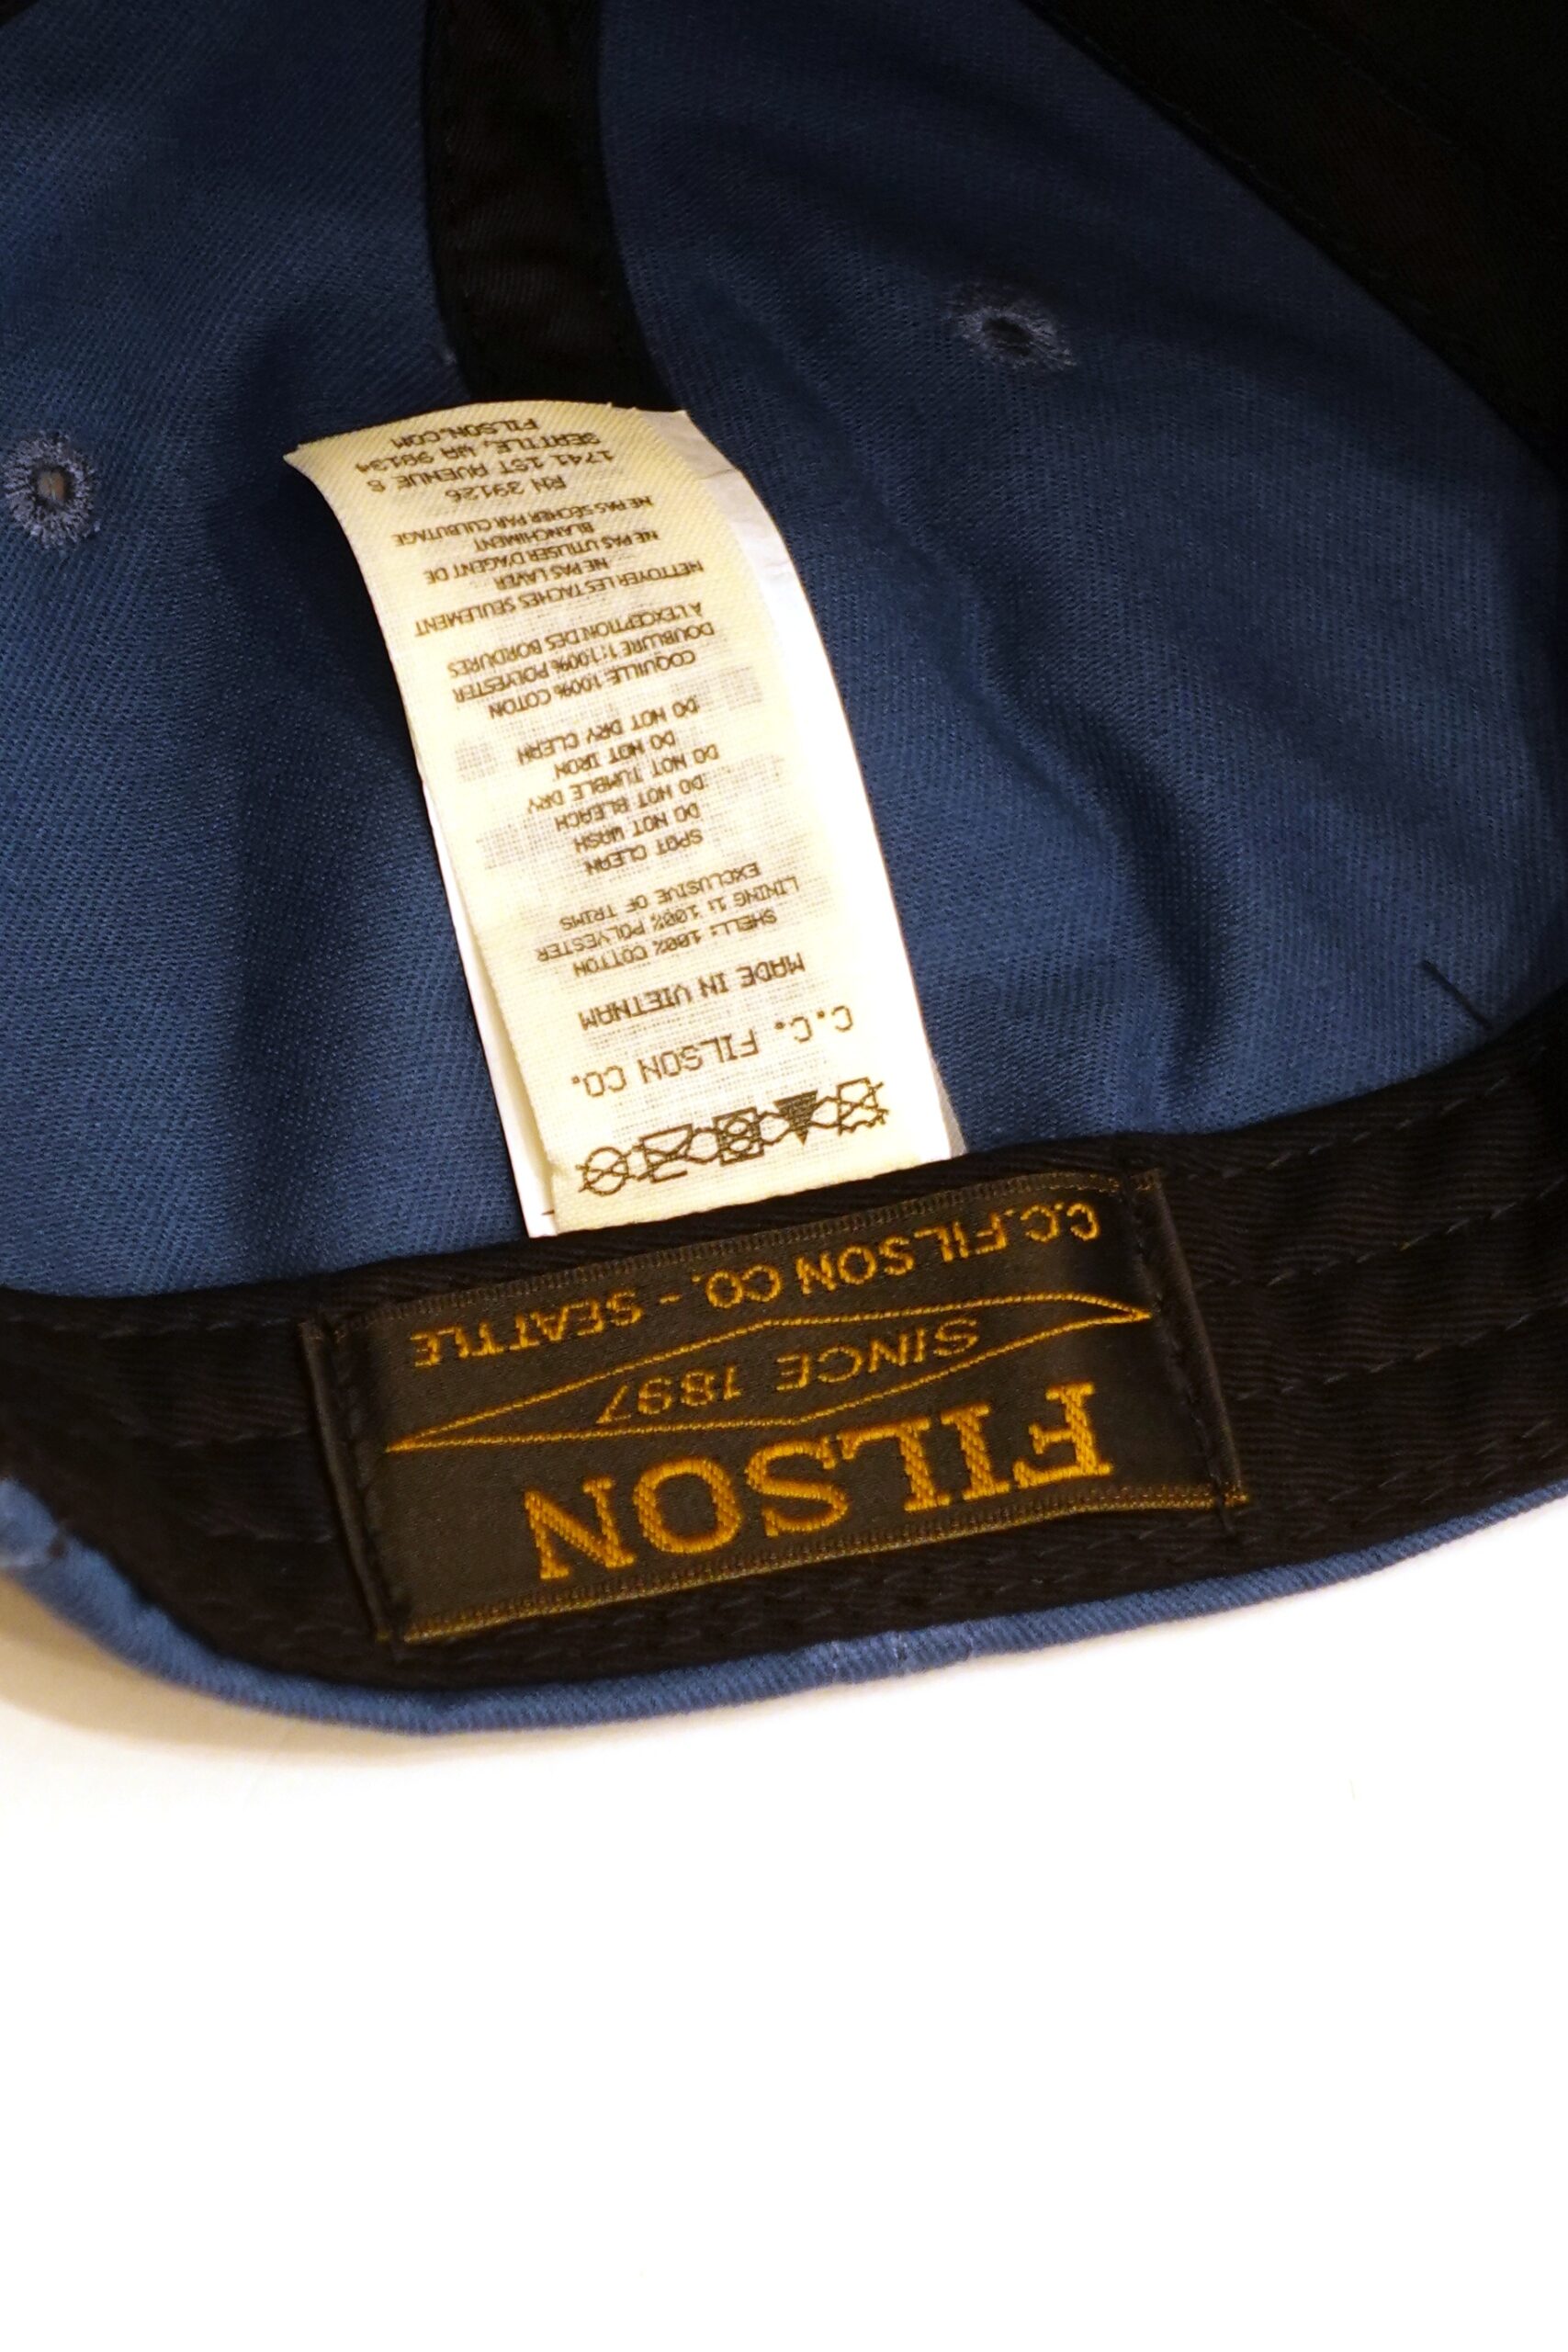 FILSON
SINCE 1897
C.C.FILSON CO. - SEATTLE
C.C. FILSON CO.
MADE IN VIETNAM
SHELL: 100% COTTON
LINING 1: 100% POLYESTER
EXCLUSIVE OF TRIMS
SPOT CLEAN
DO NOT WASH
DO NOT BLEACH
DO NOT TUMBLE DRY
DO NOT IRON
DO NOT DRY CLEAN
COQUILLE 100% COTON
DOUBLURE 1:100% POLYESTER
À L'EXCEPTION DES BORDURES
NETTOYER LES TACHES SEULEMENT
NE PAS LAVER
NE PAS UTILISER D'AGENT DE
BLANCHIMENT
NE PAS SÉCHER PAR CULBUTAGE
RN 39126
1741 1ST AVENUE S
SEATTLE, WA 98134
FILSON.COM